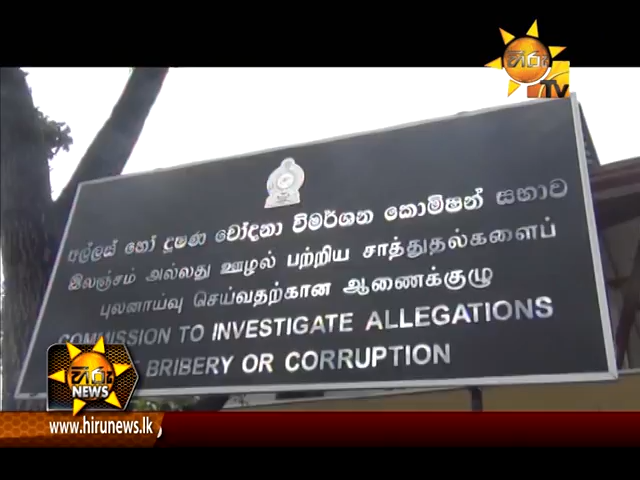 හිරු
TV
අල්ලස් හෝ දූෂණ චෝදනා විමර්ශන කොමිෂන් සභාව
இலஞ்சம் அல்லது ஊழல் பற்றிய சாத்துதல்களைப்
புலனாய்வு செய்வதற்கான ஆணைக்குழு
COMMISSION TO INVESTIGATE ALLEGATIONS
BRIBERY OR CORRUPTION
හිරු
NEWS
www.hirunews.lk